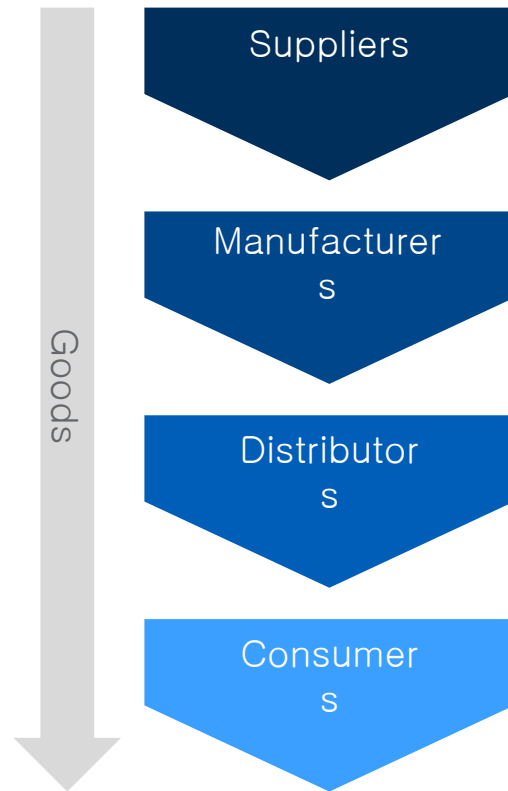 Suppliers
Manufacturer
s
Goods
Distributor
s
Consumer
s